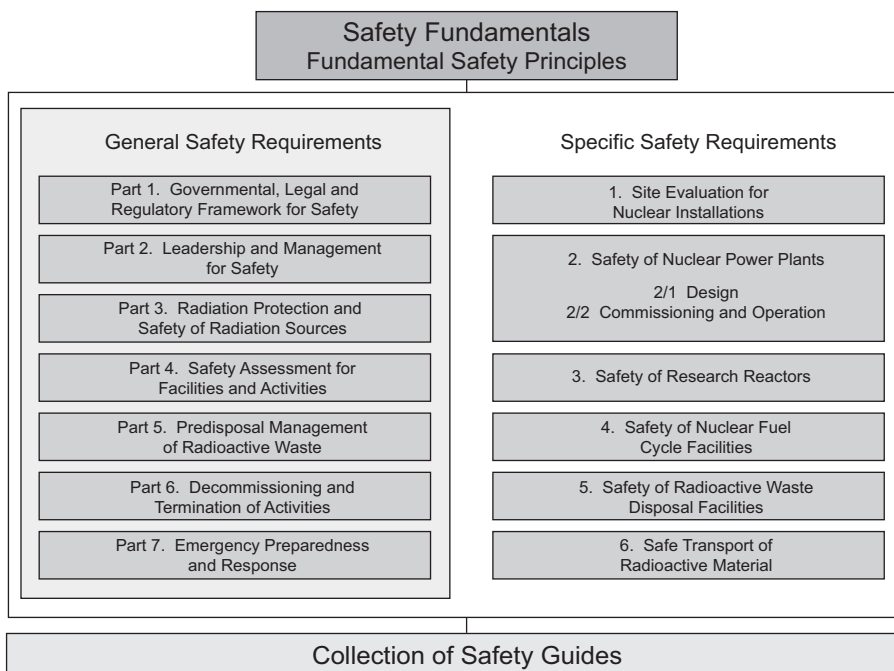 Safety Fundamentals
Fundamental Safety Principles
General Safety Requirements
Part 1. Governmental, Legal and
Regulatory Framework for Safety
Part 2. Leadership and Management
for Safety
Part 3. Radiation Protection and
Safety of Radiation Sources
Part 4. Safety Assessment for
Facilities and Activities
Part 5. Predisposal Management
of Radioactive Waste
Part 6. Decommissioning and
Termination of Activities
Part 7. Emergency Preparedness
and Response
Specific Safety Requirements
1. Site Evaluation for
Nuclear Installations
2. Safety of Nuclear Power Plants
2/1 Design
2/2 Commissioning and Operation
3. Safety of Research Reactors
4. Safety of Nuclear Fuel
Cycle Facilities
5. Safety of Radioactive Waste
Disposal Facilities
6. Safe Transport of
Radioactive Material
Collection of Safety Guides